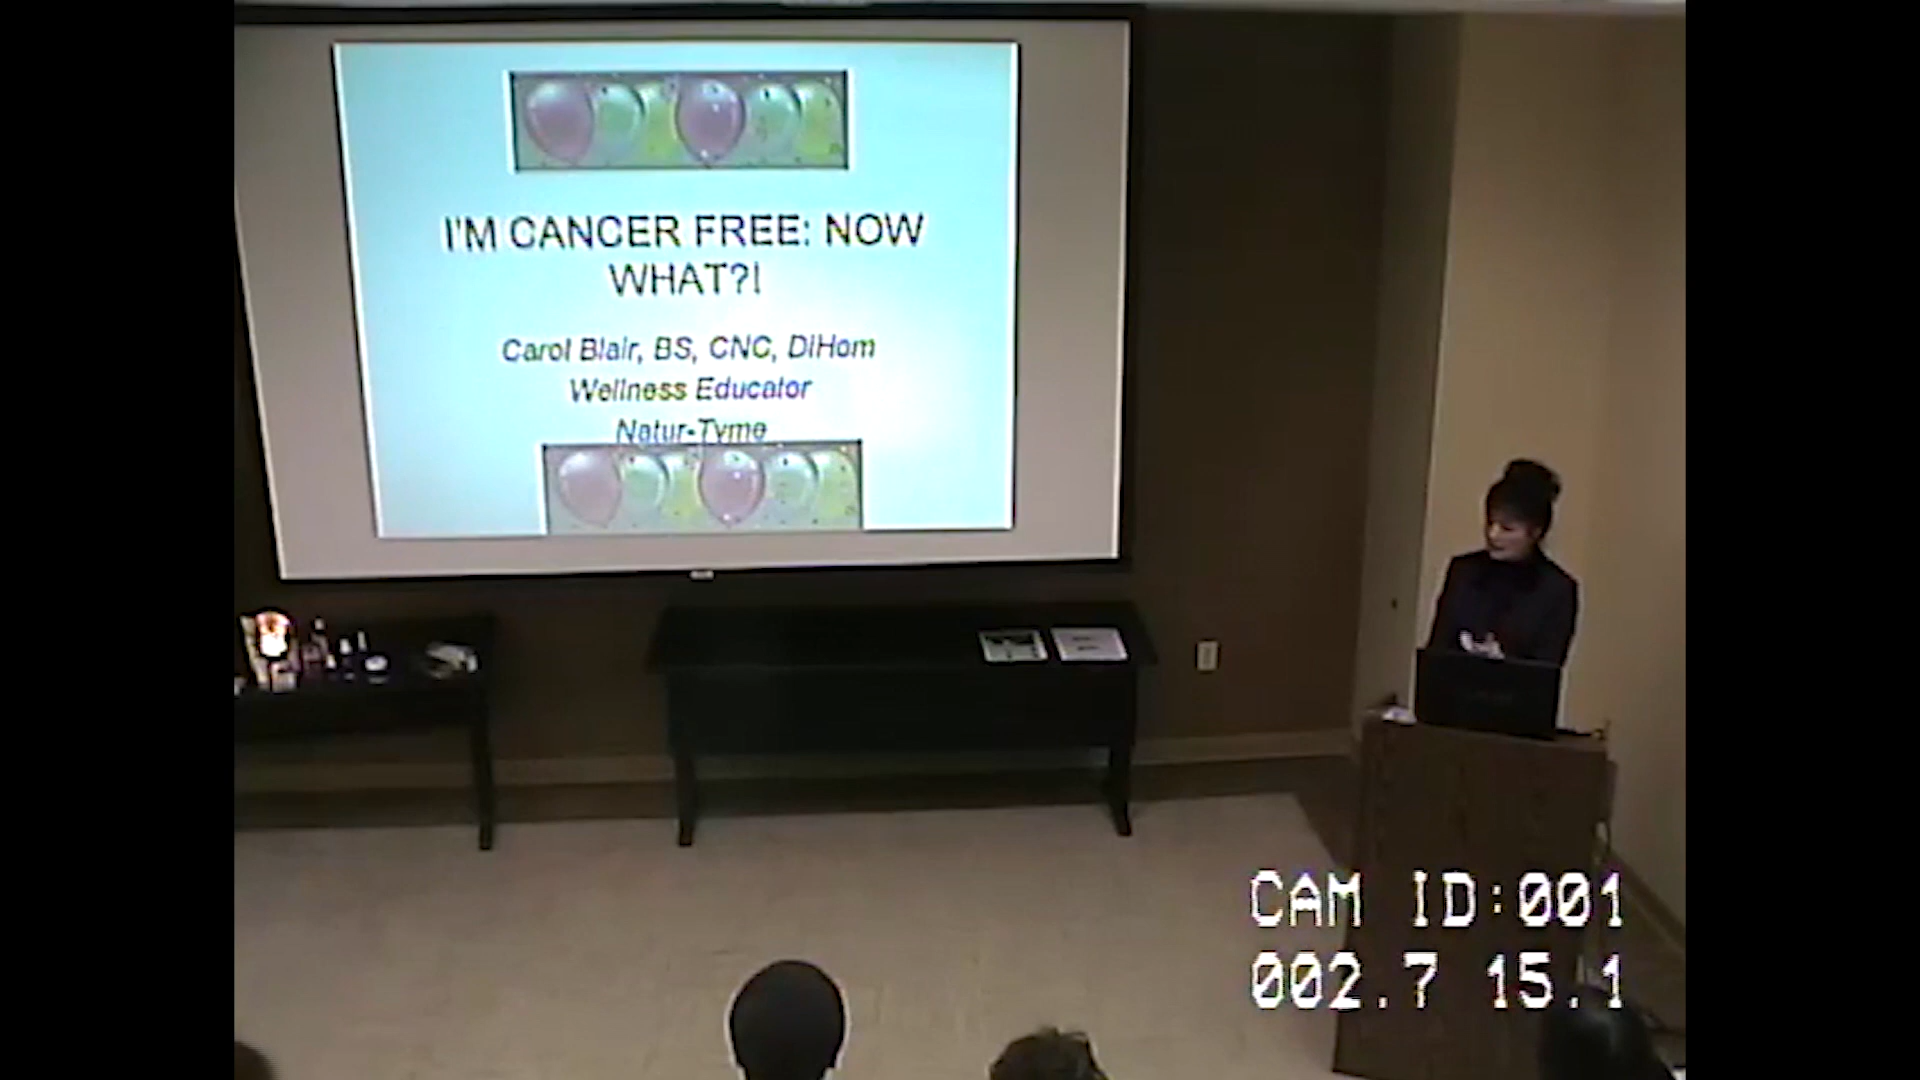 I'M CANCER FREE: NOW
WHAT?!
Carol Blair, BS, CNC, DiHom
Wellness Educator
Natur-Tyme
CAM ID:001
002.7 15.1